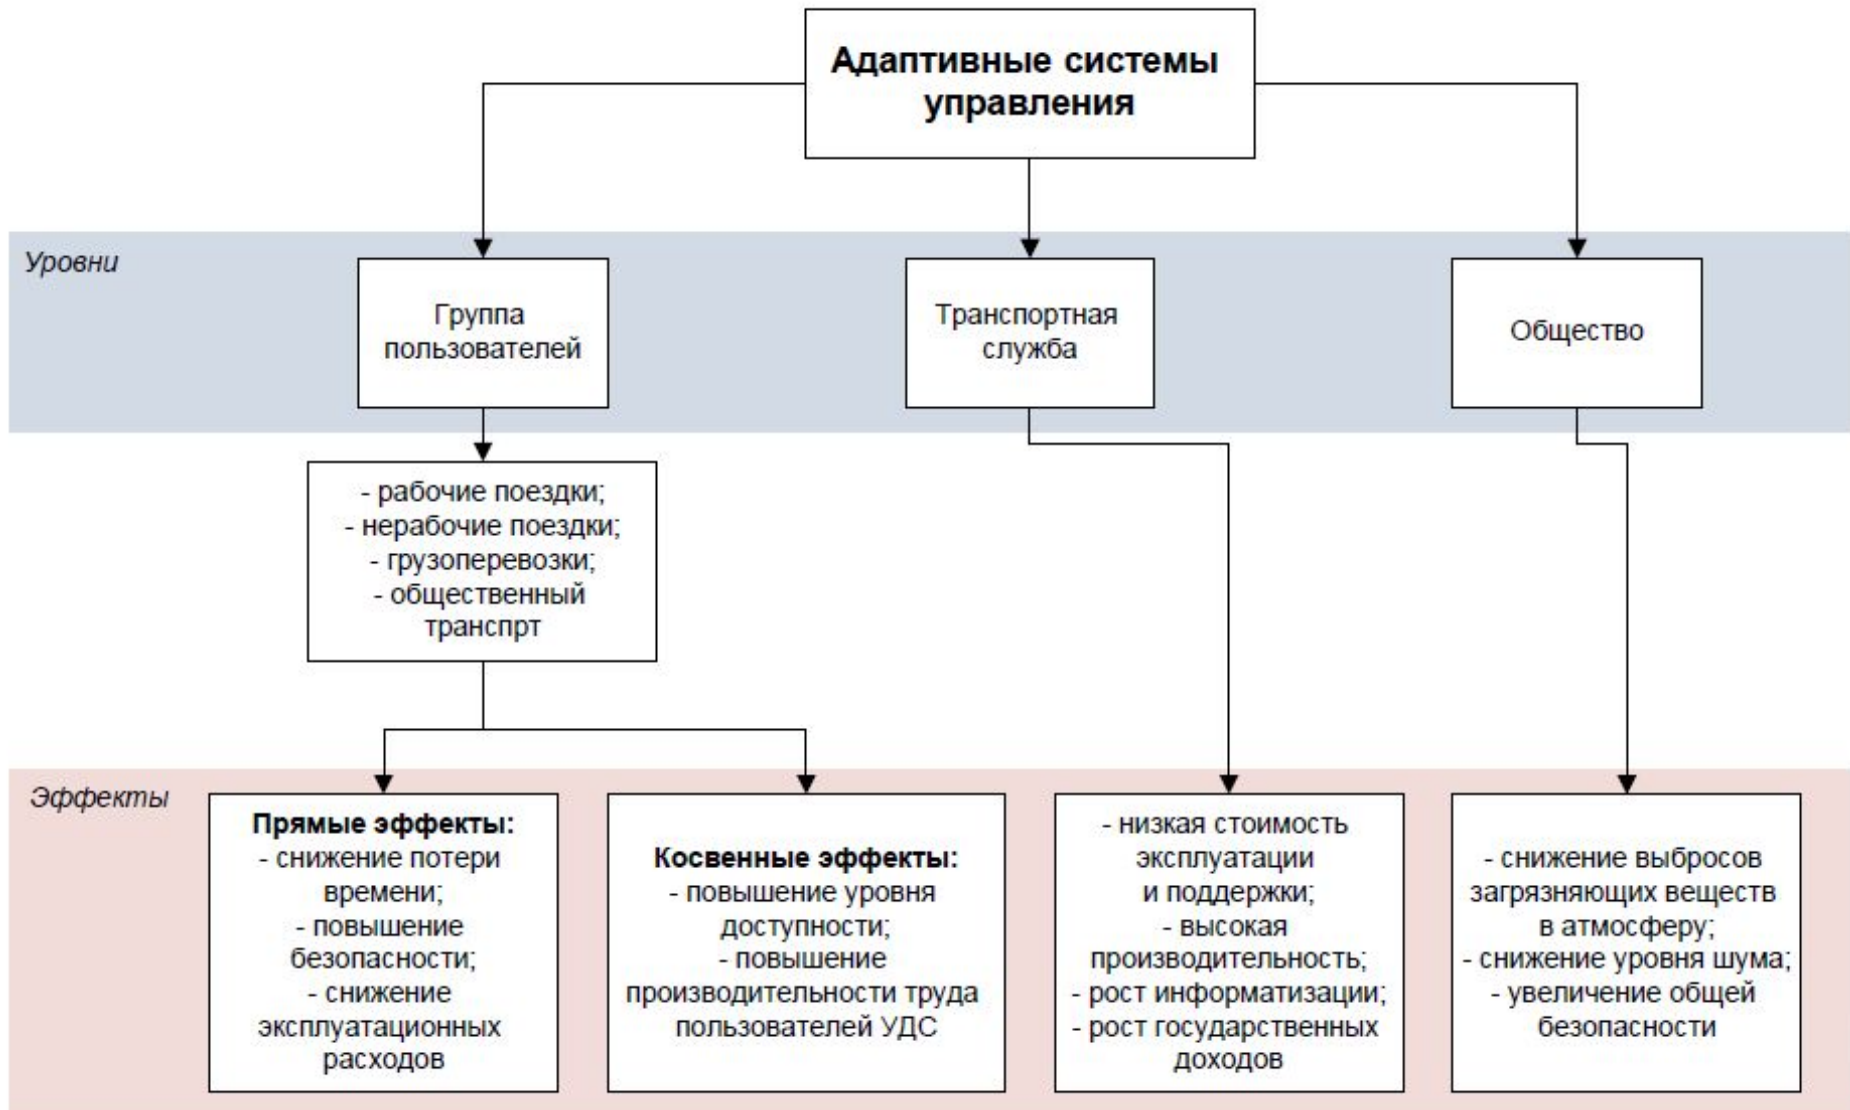 Адаптивные системы
управления
Уровни
Группа
пользователей
Транспортная
служба
Общество
- рабочие поездки;
- нерабочие поездки;
- грузоперевозки;
- общественный
транспрт
Эффекты
Прямые эффекты:
- снижение потери
времени;
- повышение
безопасности;
- снижение
эксплуатационных
расходов
Косвенные эффекты:
- повышение уровня
доступности;
- повышение
производительности труда
пользователей УДС
- низкая стоимость
эксплуатации
и поддержки;
- высокая
производительность;
- рост информатизации;
- рост государственных
доходов
- снижение выбросов
загрязняющих веществ
в атмосферу;
- снижение уровня шума;
- увеличение общей
безопасности